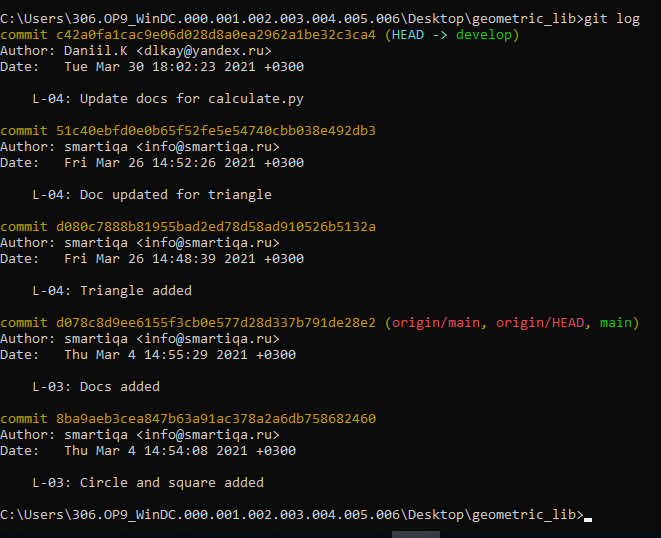 C:\Users\306.OP9_WinDC.000.001.002.003.004.005.006\Desktop\geometric_lib>git log
commit c42a0fa1cac9e06d028d8a0ea2962a1be32c3ca4 (HEAD -> develop)
Author: Daniil.K <dlkay@yandex.ru>
Date:   Tue Mar 30 18:02:23 2021 +0300
    L-04: Update docs for calculate.py
commit 51c40ebfd0e0b65f52fe5e54740cbb038e492db3
Author: smartiqa <info@smartiqa.ru>
Date:   Fri Mar 26 14:52:26 2021 +0300
    L-04: Doc updated for triangle
commit d080c7888b81955bad2ed78d58ad910526b5132a
Author: smartiqa <info@smartiqa.ru>
Date:   Fri Mar 26 14:48:39 2021 +0300
    L-04: Triangle added
commit d078c8d9ee6155f3cb0e577d28d337b791de28e2 (origin/main, origin/HEAD, main)
Author: smartiqa <info@smartiqa.ru>
Date:   Thu Mar 4 14:55:29 2021 +0300
    L-03: Docs added
commit 8ba9aeb3cea847b63a91ac378a2a6db758682460
Author: smartiqa <info@smartiqa.ru>
Date:   Thu Mar 4 14:54:08 2021 +0300
    L-03: Circle and square added
C:\Users\306.OP9_WinDC.000.001.002.003.004.005.006\Desktop\geometric_lib>